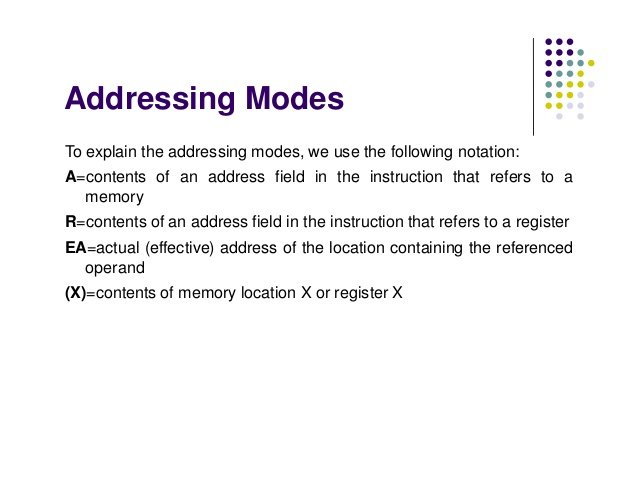 Addressing Modes
To explain the addressing modes, we use the following notation:
A=contents of an address field in the instruction that refers to a
memory
R=contents of an address field in the instruction that refers to a register
EA=actual (effective) address of the location containing the referenced
operand
(X)=contents of memory location X or register X